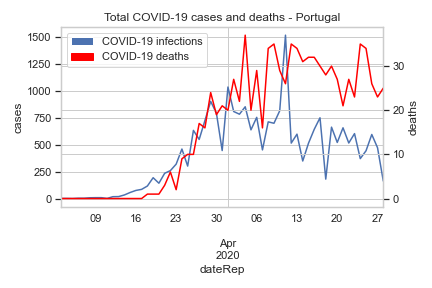 Total COVID-19 cases and deaths - Portugal
COVID-19 infections
COVID-19 deaths
1500
1250
1000
750
500
250
0
cases
30
20
10
0
deaths
09 16 23 30 06 13 20 27
Apr
2020
dateRep